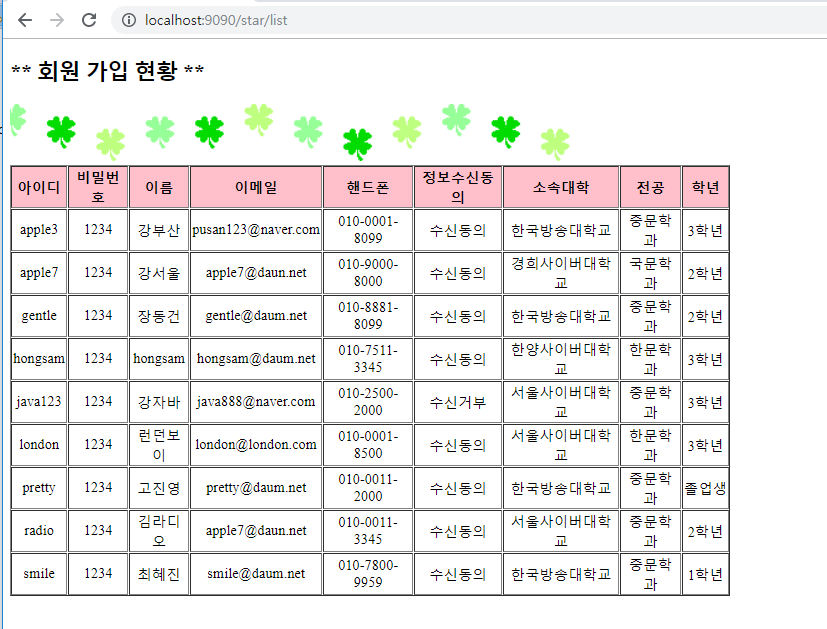 localhost:9090/star/list
** 회원 가입 현황 **
아이디 비밀번호 이름 이메일 핸드폰 정보수신동의 소속대학 전공 학년
apple3 1234 강부산 pusan123@naver.com 010-0001-8099 수신동의 한국방송대학교 중문학과 3학년
apple7 1234 강서울 apple7@daun.net 010-9000-8000 수신동의 경희사이버대학교 국문학과 2학년
gentle 1234 장동건 gentle@daum.net 010-8881-8099 수신동의 한국방송대학교 중문학과 2학년
hongsam 1234 hongsam hongsam@daum.net 010-7511-3345 수신동의 한양사이버대학교 한문학과 3학년
java123 1234 강자바 java888@naver.com 010-2500-2000 수신거부 서울사이버대학교 중문학과 3학년
london 1234 런던보이 london@london.com 010-0001-8500 수신동의 서울사이버대학교 한문학과 3학년
pretty 1234 고진영 pretty@daum.net 010-0011-2000 수신동의 한국방송대학교 중문학과 졸업생
radio 1234 김라디오 apple7@daun.net 010-0011-3345 수신동의 서울사이버대학교 중문학과 2학년
smile 1234 최혜진 smile@daum.net 010-7800-9959 수신동의 한국방송대학교 중문학과 1학년